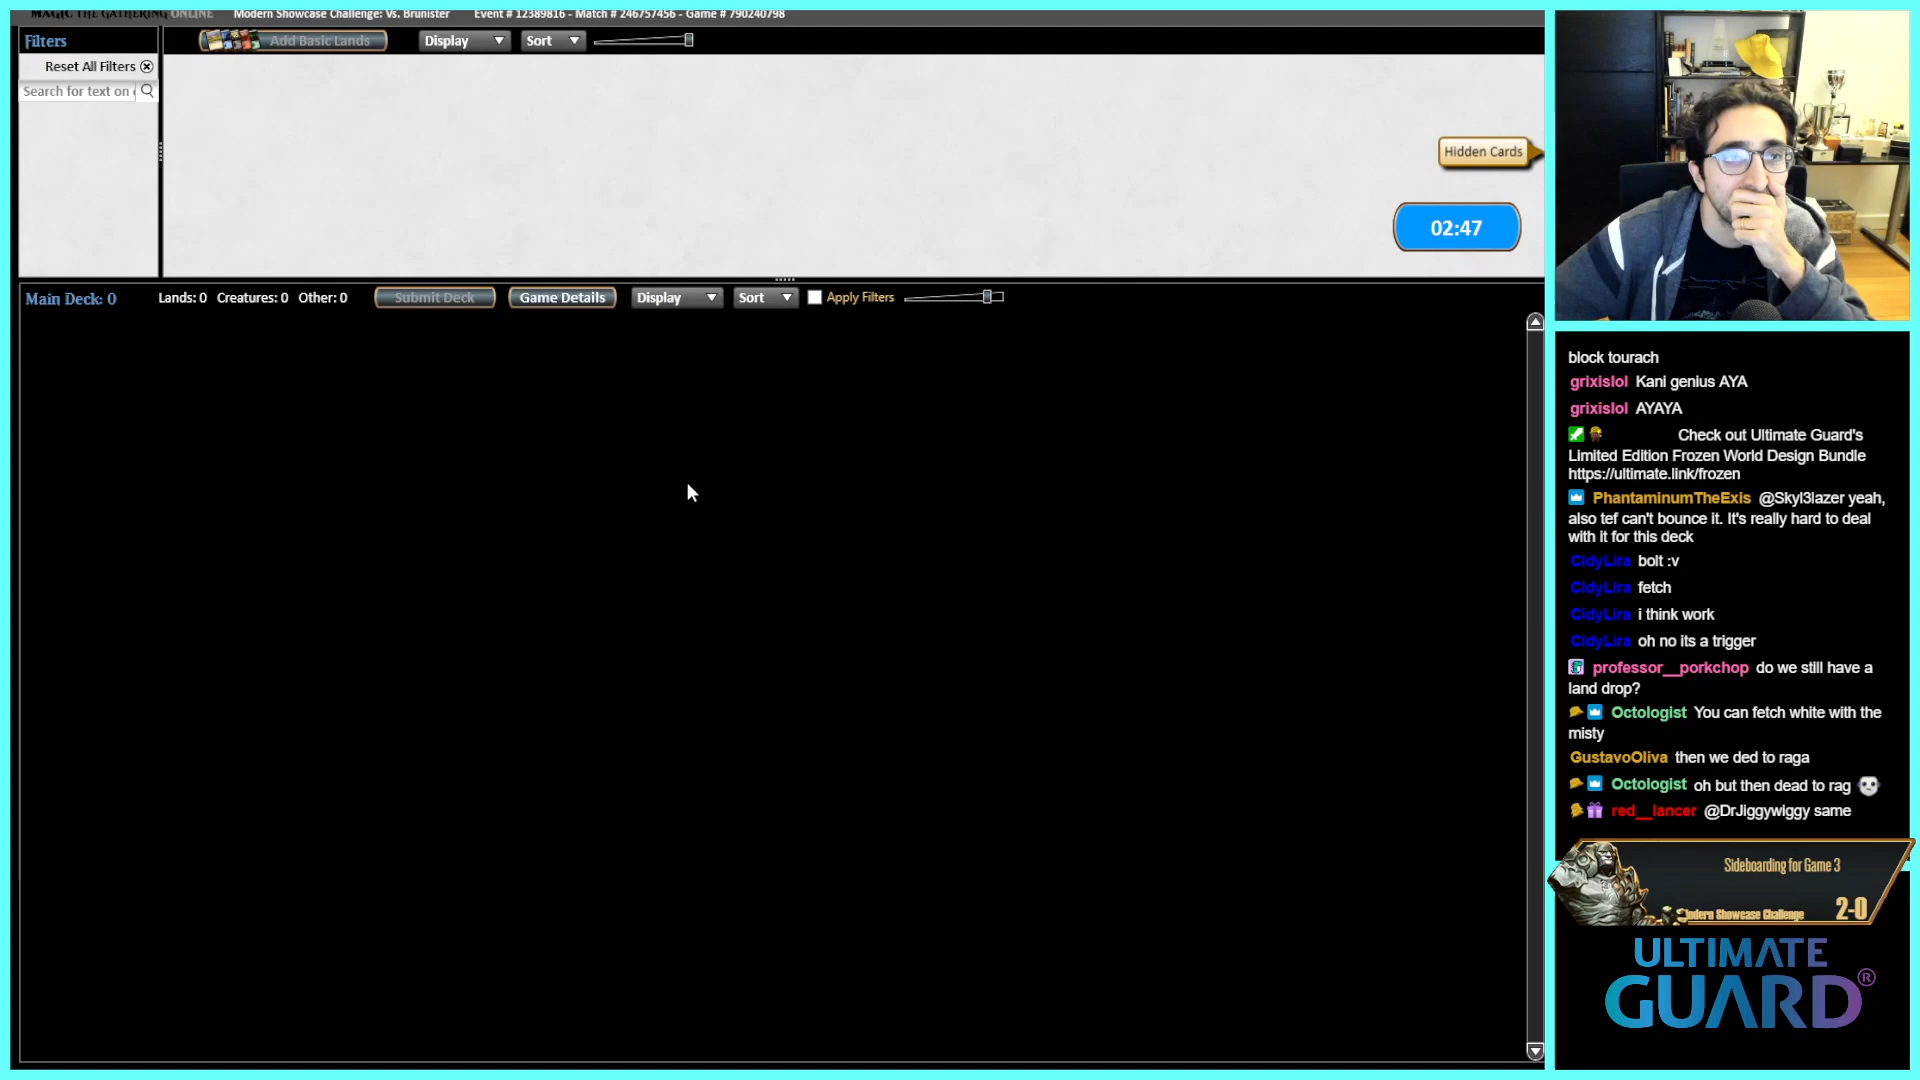 MAGIC THE GATHERING ONLINE Modern Showcase Challenge: Vs. Brunister Event # 12389816 - Match # 246757456 - Game # 790240798
Filters
Add Basic Lands Display Sort
Reset All Filters
Search for text on
Hidden Cards
02:47
Main Deck: 0 Lands: 0 Creatures: 0 Other: 0 Submit Deck Game Details Display Sort Apply Filters
block tourach
grixislol Kani genius AYA
grixislol AYAYA
Check out Ultimate Guard's
Limited Edition Frozen World Design Bundle
https://ultimate.link/frozen
PhantaminumTheExis @Skyl3lazer yeah,
also tef can't bounce it. It's really hard to deal
with it for this deck
CidyLira bolt :v
CidyLira fetch
CidyLira i think work
CidyLira oh no its a trigger
professor__porkchop do we still have a
land drop?
Octologist You can fetch white with the
misty
GustavoOliva then we ded to raga
Octologist oh but then dead to rag
red__lancer @DrJiggywiggy same
Sideboarding for Game 3
Modern Showcase Challenge 2-0
ULTIMATE
GUARD®